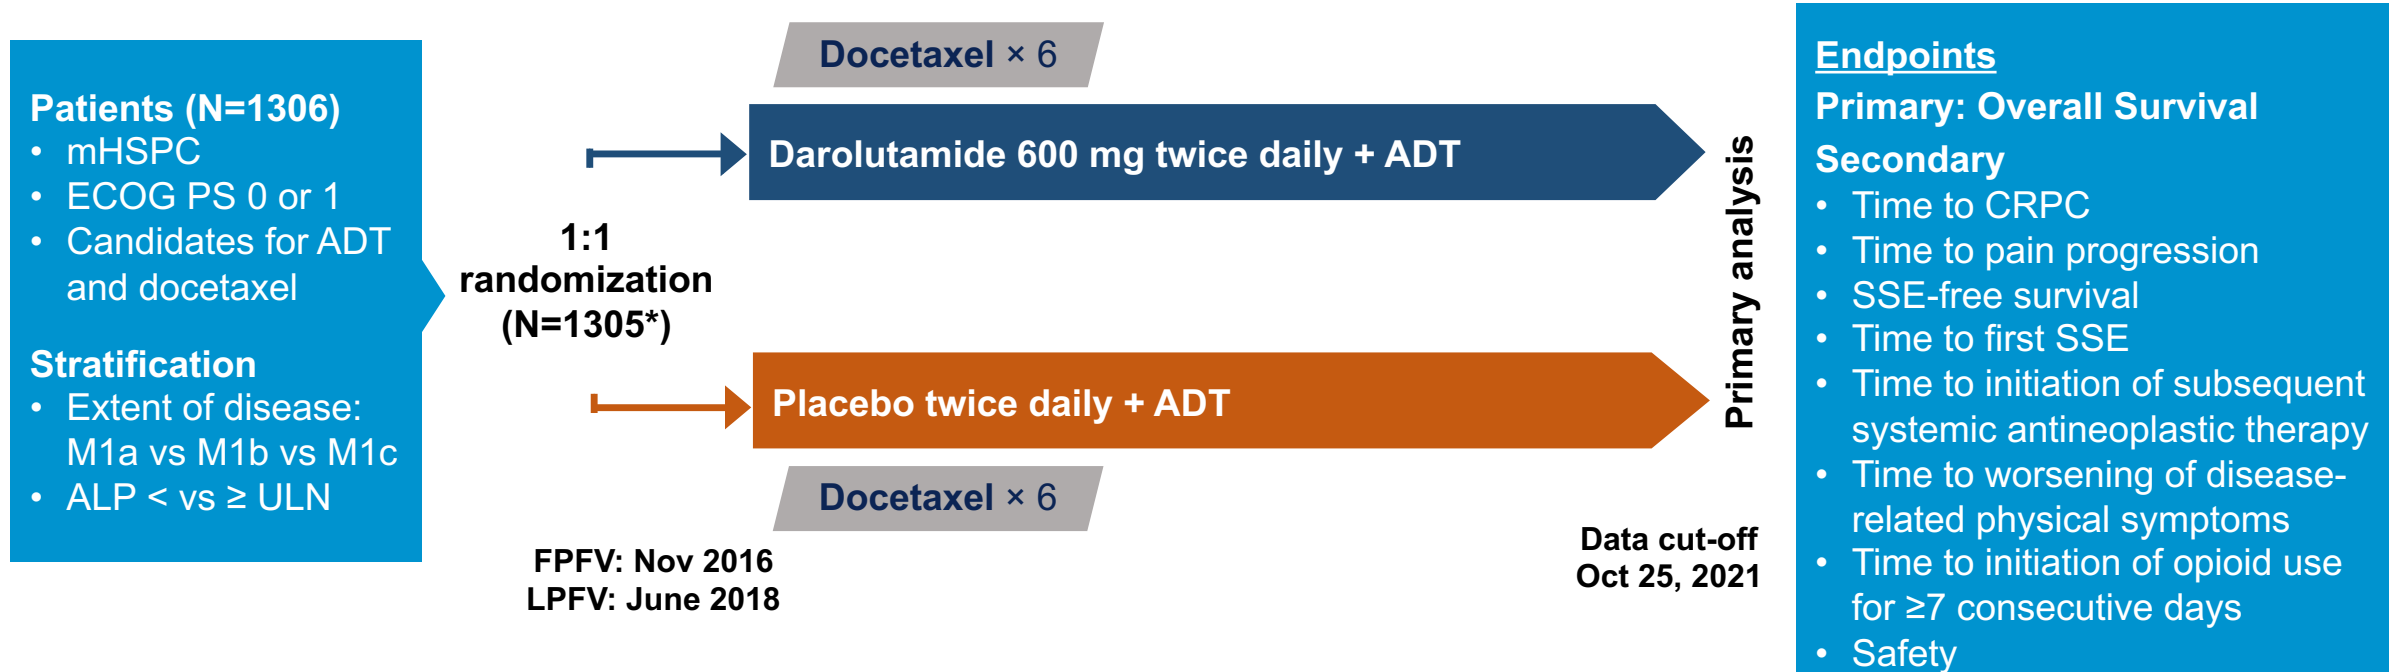 Patients (N=1306)
• mHSPC
• ECOG PS 0 or 1
• Candidates for ADT
and docetaxel
Stratification
• Extent of disease:
M1a vs M1b vs M1c
• ALP < vs ≥ ULN
1:1
randomization
(N=1305*)
FPFV: Nov 2016
LPFV: June 2018
Docetaxel × 6
Darolutamide 600 mg twice daily + ADT
Placebo twice daily + ADT
Docetaxel × 6
Primary analysis
Data cut-off
Oct 25, 2021
Endpoints
Primary: Overall Survival
Secondary
• Time to CRPC
• Time to pain progression
• SSE-free survival
• Time to first SSE
• Time to initiation of subsequent
systemic antineoplastic therapy
• Time to worsening of disease-
related physical symptoms
• Time to initiation of opioid use
for ≥7 consecutive days
• Safety